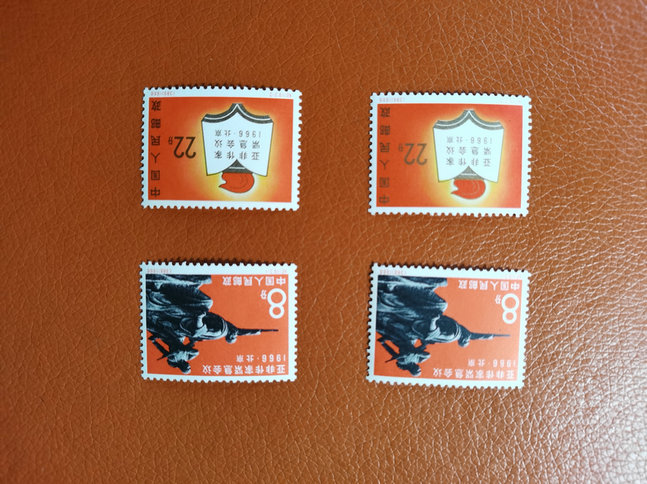 亚非作家紧急会议
1966·北京
8分
中国人民邮政
亚非作家紧急会议
1966·北京
8分
中国人民邮政
亚非作家
紧急会议
1966·北京
22分
中国人民邮政
亚非作家
紧急会议
1966·北京
22分
中国人民邮政